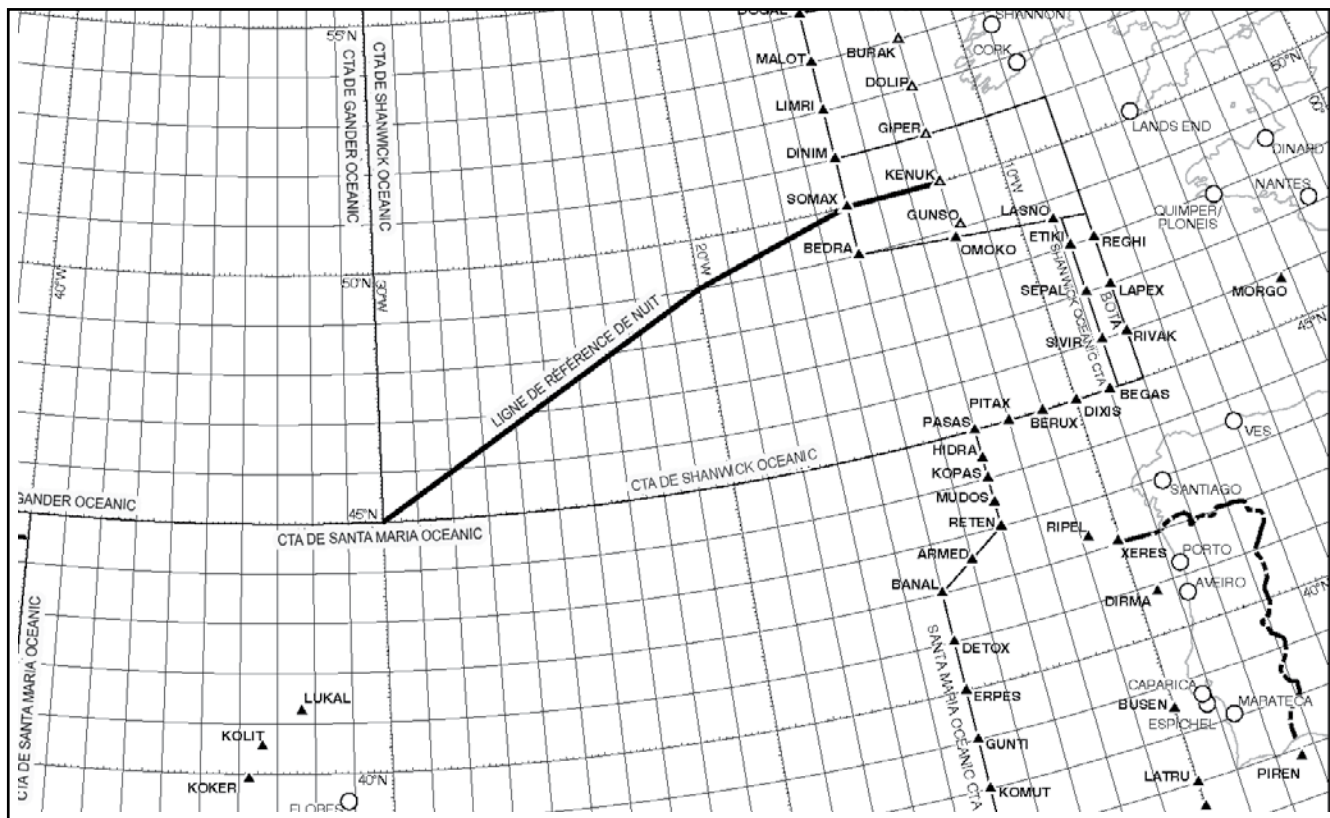 DOGAL
SHANNON
55°N
BURAK
CORK
MALOT
50°N
DOLIP
CTA DE GANDER OCEANIC
CTA DE SHANWICK OCEANIC
LIMRI
LANDS END
GIPER
DINARD
DINIM
KENUK
10°W
NANTES
SOMAX
GUNSO
LASNO
QUIMPER/
PLONEIS
ETIKI
REGHI
BEDRA
OMOKO
20°W
40°W
50°N
30°W
SHANWICK OCEANIC CTA
BOTA
SEPAL
LAPEX
MORGO
45°N
SIVIR
RIVAK
LIGNE DE RÉFÉRENCE DE NUIT
BEGAS
PITAX
DIXIS
PASAS
BERUX
VES
HIDRA
CTA DE SHANWICK OCEANIC
KOPAS
SANTIAGO
MUDOS
GANDER OCEANIC
45°N
RETEN
RIPEL
CTA DE SANTA MARIA OCEANIC
XERES
PORTO
ARMED
AVEIRO
BANAL
40°N
DIRMA
CTA DE SANTA MARIA OCEANIC
SANTA MARIA OCEANIC CTA
DETOX
CAPARICA
ERPES
LUKAL
BUSEN
MARATECA
ESPICHEL
KOLIT
GUNTI
40°N
LATRU
PIREN
KOKER
KOMUT
FLORES